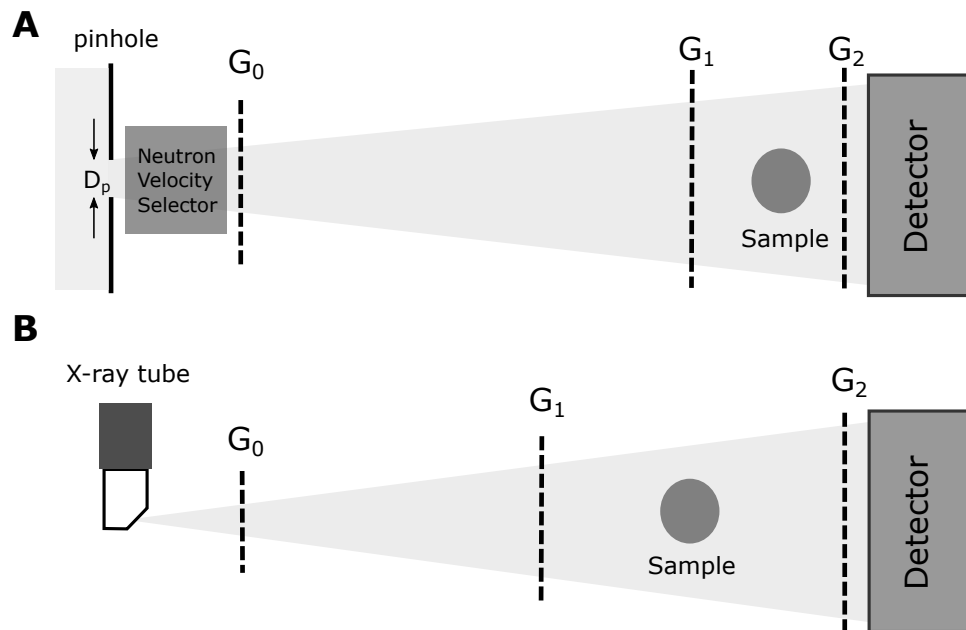 A
pinhole
G₀
G₁
G₂
Dₚ
Neutron
Velocity
Selector
Sample
Detector
B
X-ray tube
G₀
G₁
G₂
Sample
Detector